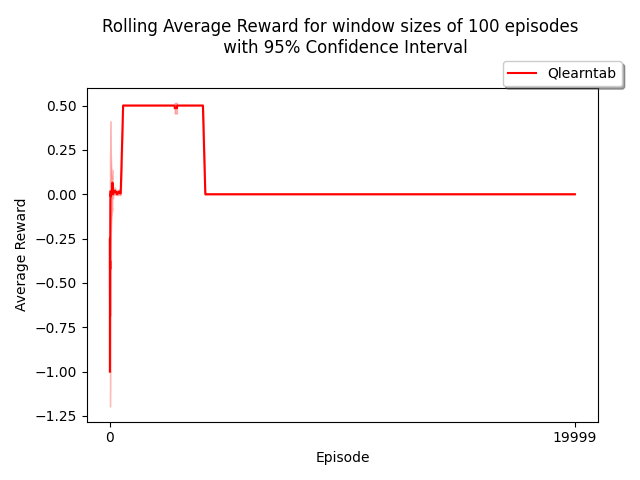 Rolling Average Reward for window sizes of 100 episodes
with 95% Confidence Interval
Qlearntab
0.50
0.25
0.00
−0.25
−0.50
−0.75
−1.00
−1.25
Average Reward
0
19999
Episode